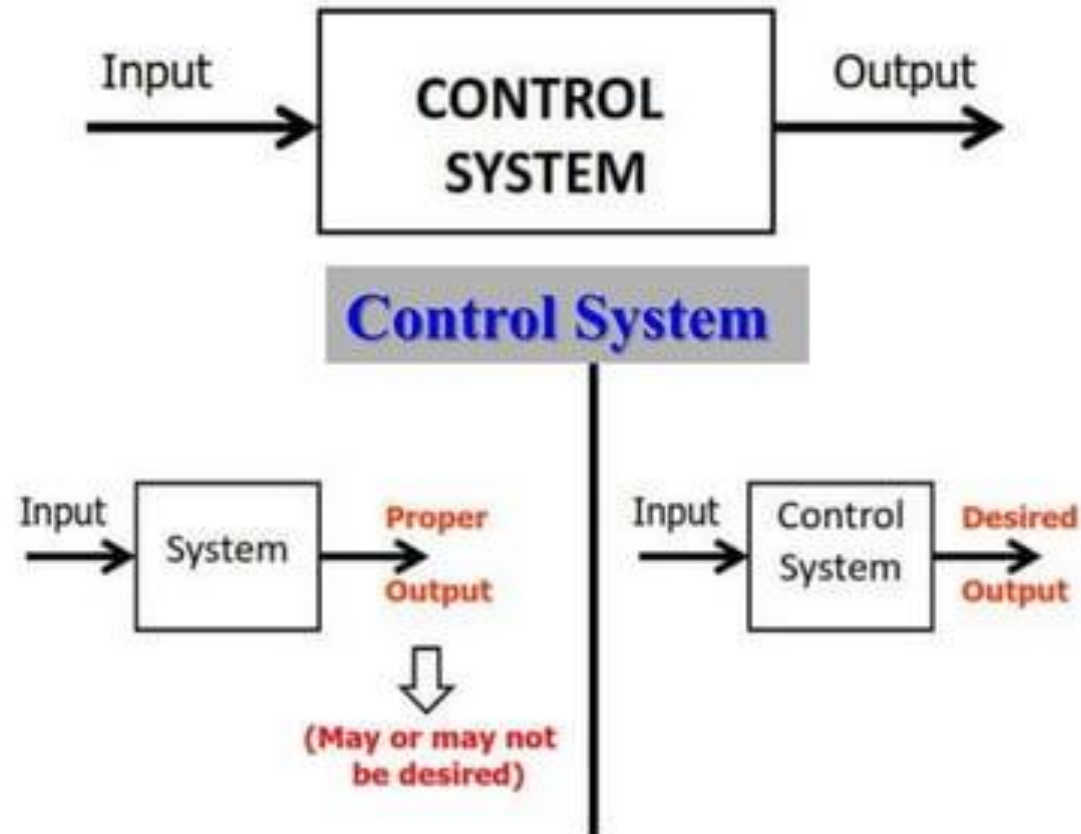 Input
CONTROL
SYSTEM
Output
Control System
Input
System
Proper
Output
(May or may not
be desired)
Input
Control
System
Desired
Output